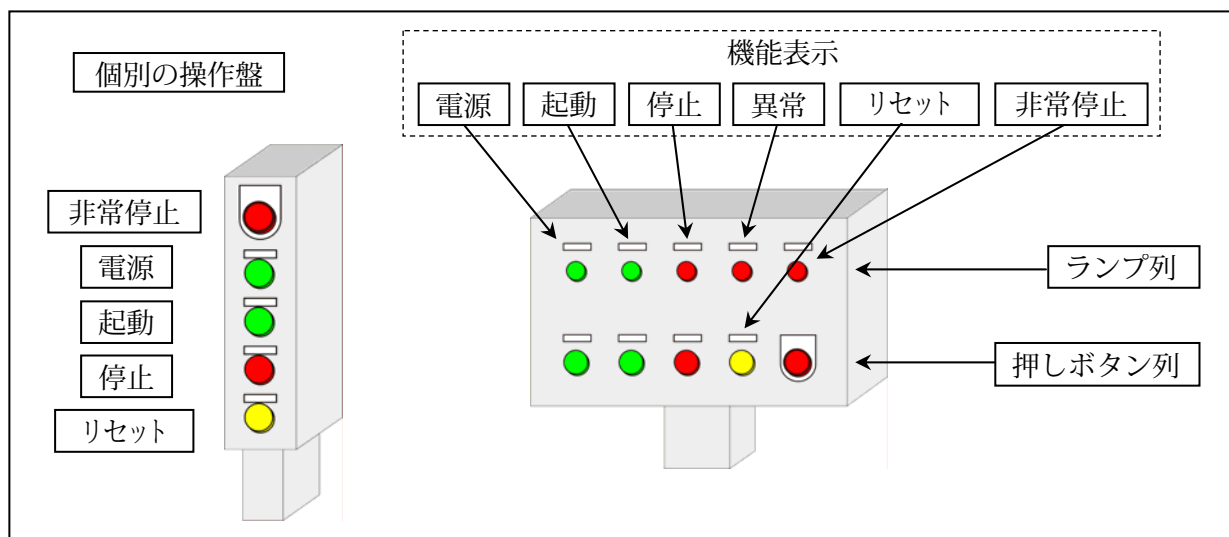 個別の操作盤
非常停止
電源
起動
停止
リセット
機能表示
電源
起動
停止
異常
リセット
非常停止
ランプ列
押しボタン列